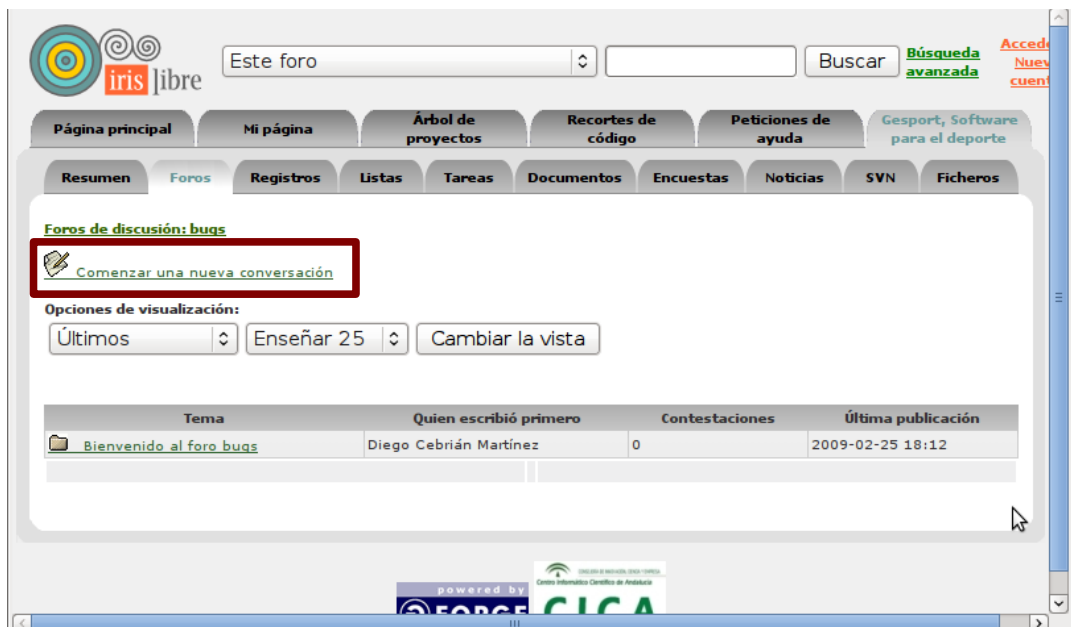 iris libre
Este foro
Buscar
Búsqueda avanzada
Página principal
Mi página
Árbol de proyectos
Recortes de código
Peticiones de ayuda
Gesport, Software para el deporte
Resumen
Foros
Registros
Listas
Tareas
Documentos
Encuestas
Noticias
SVN
Ficheros
Foros de discusión: bugs
Comenzar una nueva conversación
Opciones de visualización:
Últimos
Enseñar 25
Cambiar la vista
Tema
Quien escribió primero
Contestaciones
Última publicación
Bienvenido al foro bugs
Diego Cebrián Martínez
0
2009-02-25 18:12
powered by
Centro Informático Científico de Andalucía
CICA